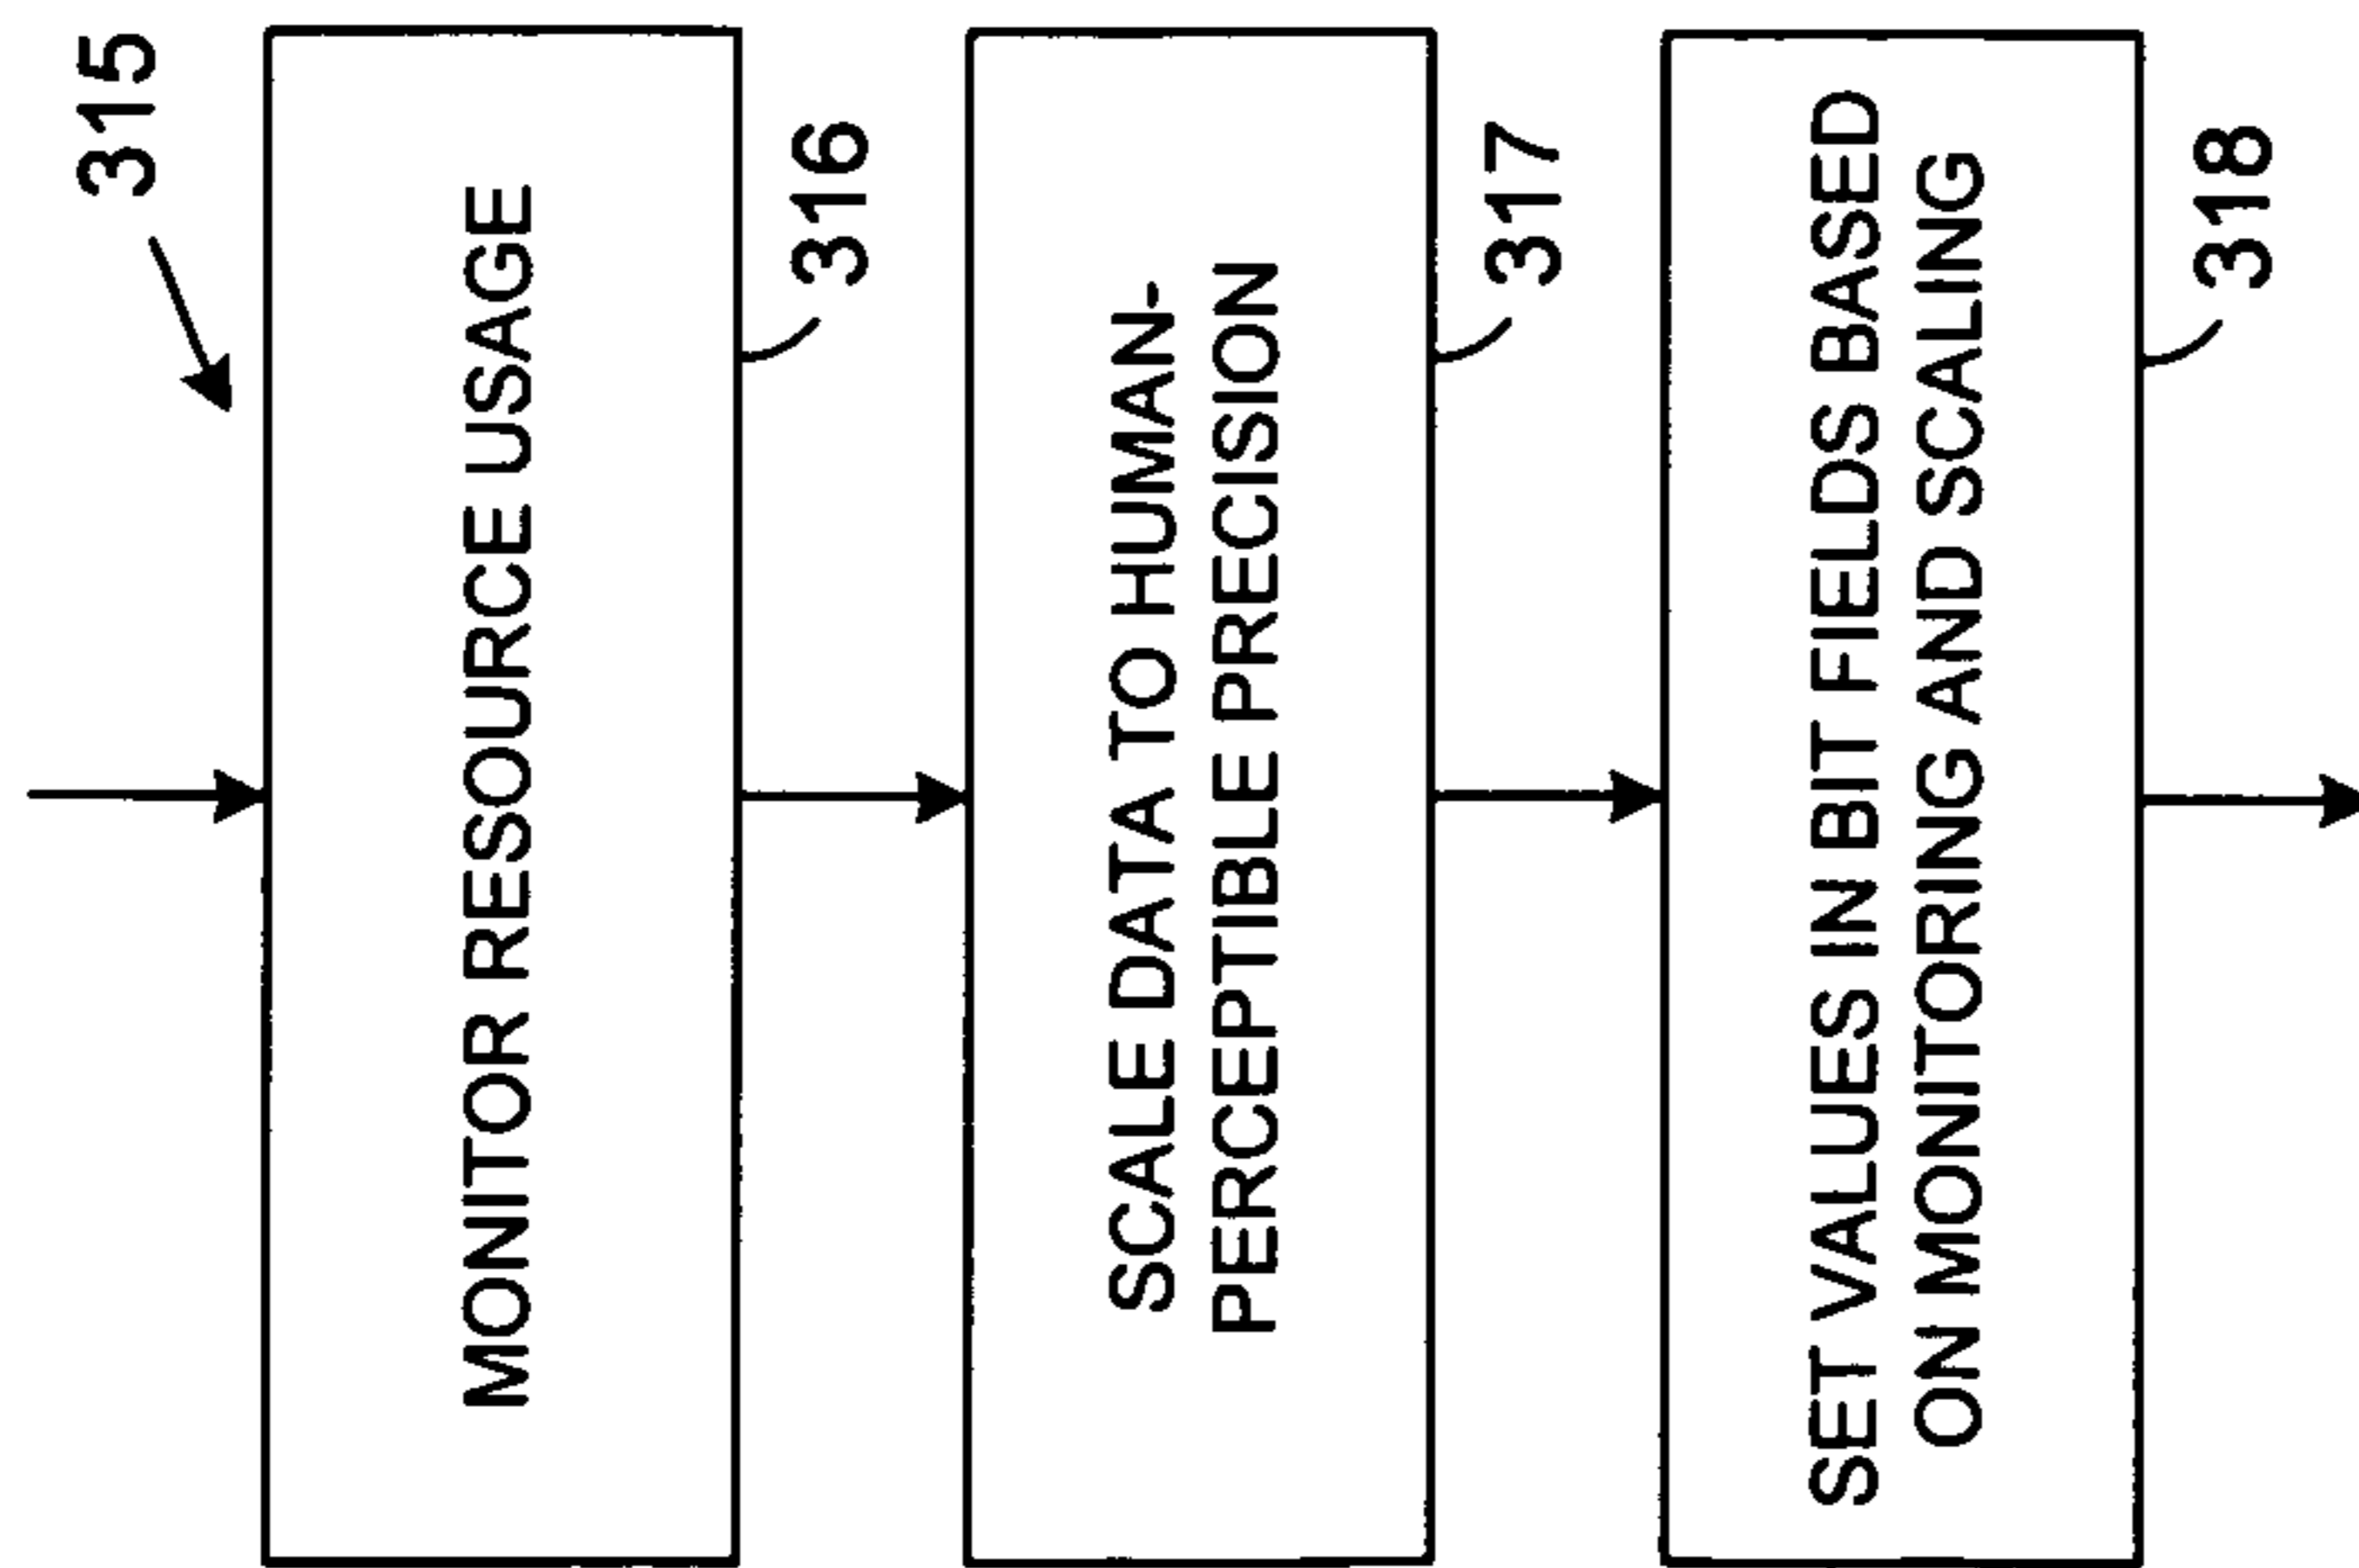 315
MONITOR RESOURCE USAGE
316
SCALE DATA TO HUMAN-
PERCEPTIBLE PRECISION
317
SET VALUES IN BIT FIELDS BASED
ON MONITORING AND SCALING
318